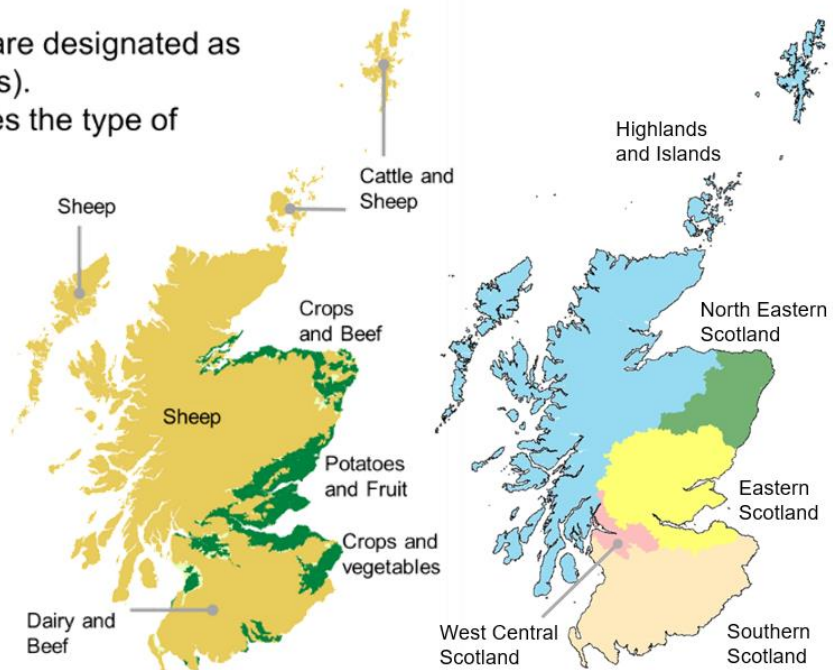 are designated as
s).
es the type of
Cattle and
Sheep
Sheep
Crops
and Beef
Sheep
Potatoes
and Fruit
Crops and
vegetables
Dairy and
Beef
Highlands
and Islands
North Eastern
Scotland
Eastern
Scotland
West Central
Scotland
Southern
Scotland